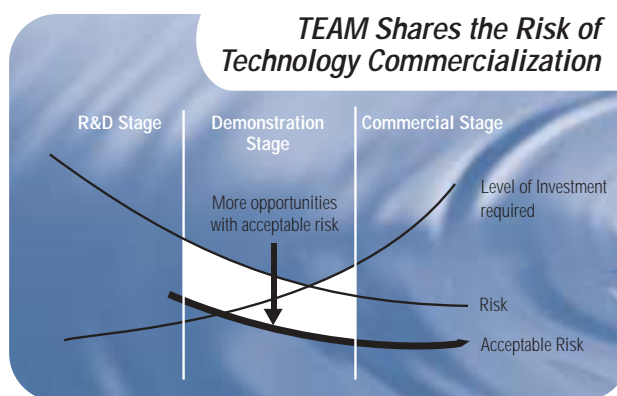 TEAM Shares the Risk of
Technology Commercialization
R&D Stage
Demonstration
Stage
Commercial Stage
More opportunities
with acceptable risk
Level of Investment
required
Risk
Acceptable Risk